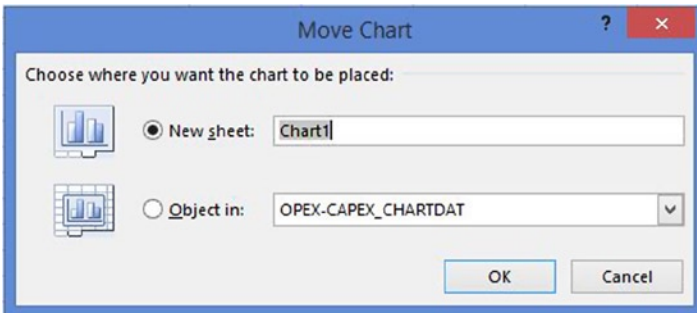 Move Chart
?
Choose where you want the chart to be placed:
New sheet: Chart1
Object in: OPEX-CAPEX_CHARTDAT
OK Cancel